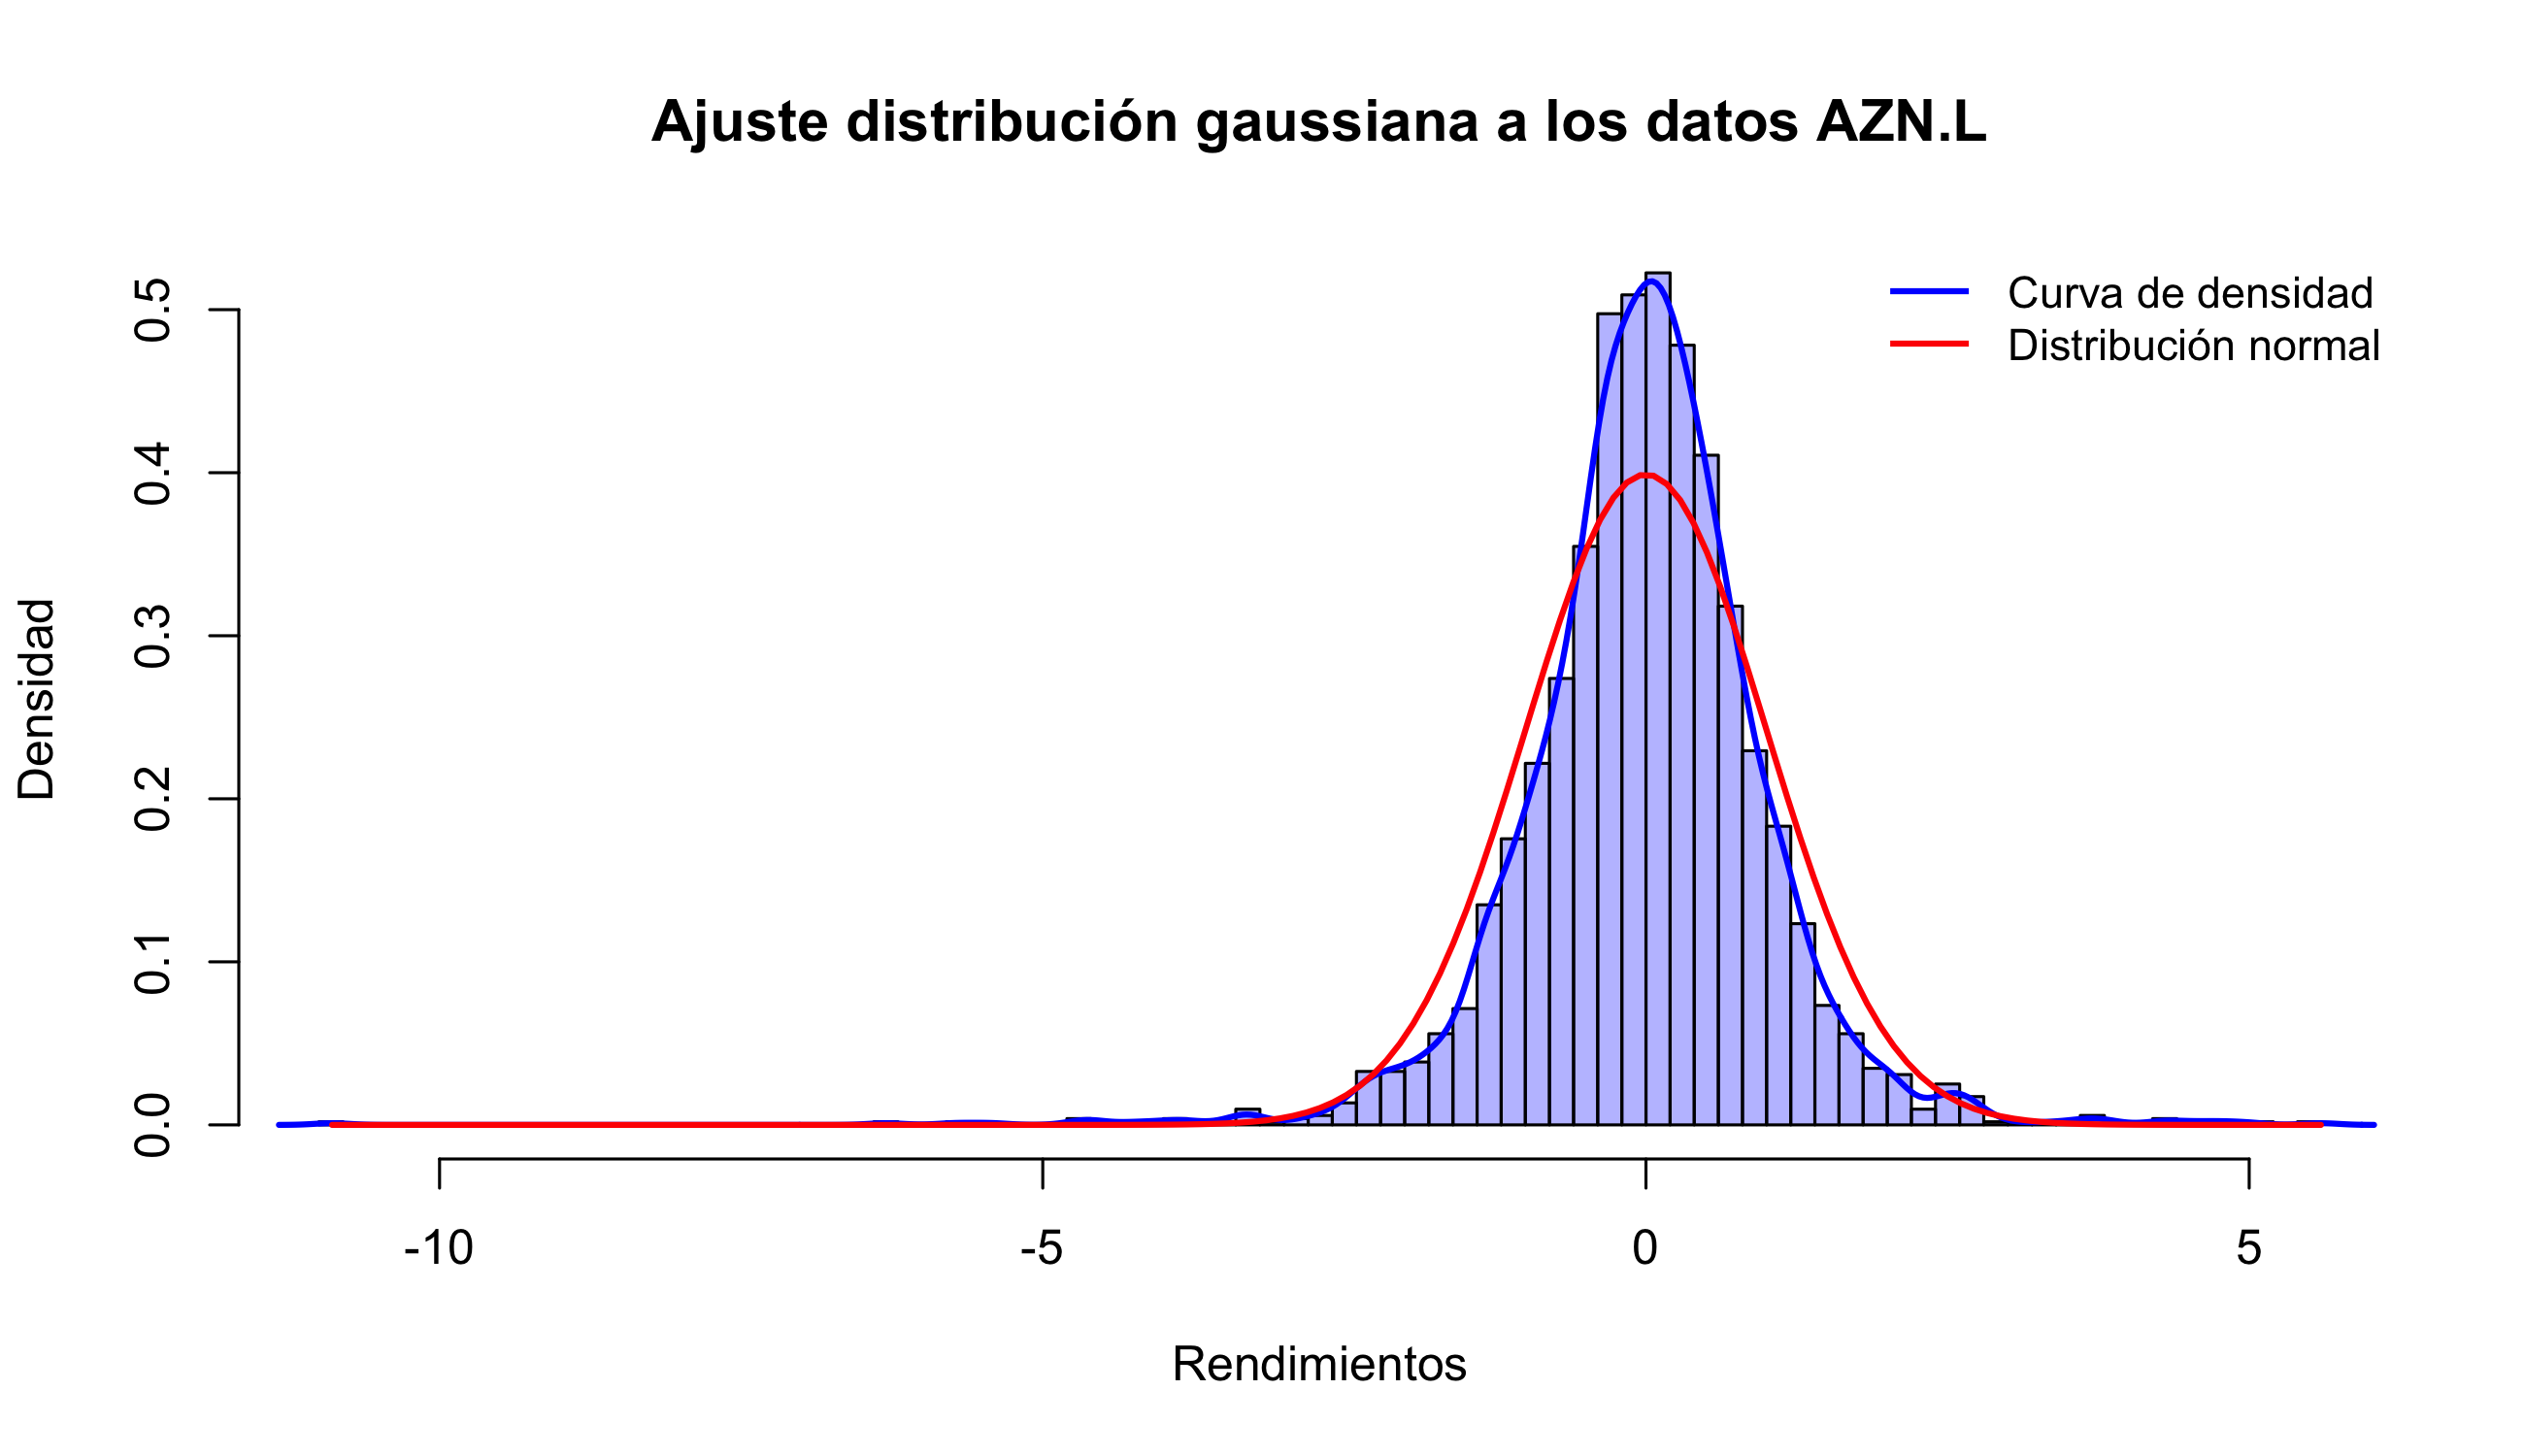 Ajuste distribución gaussiana a los datos AZN.L
Curva de densidad
Distribución normal
Densidad
0.5
0.4
0.3
0.2
0.1
0.0
-10 -5 0 5
Rendimientos